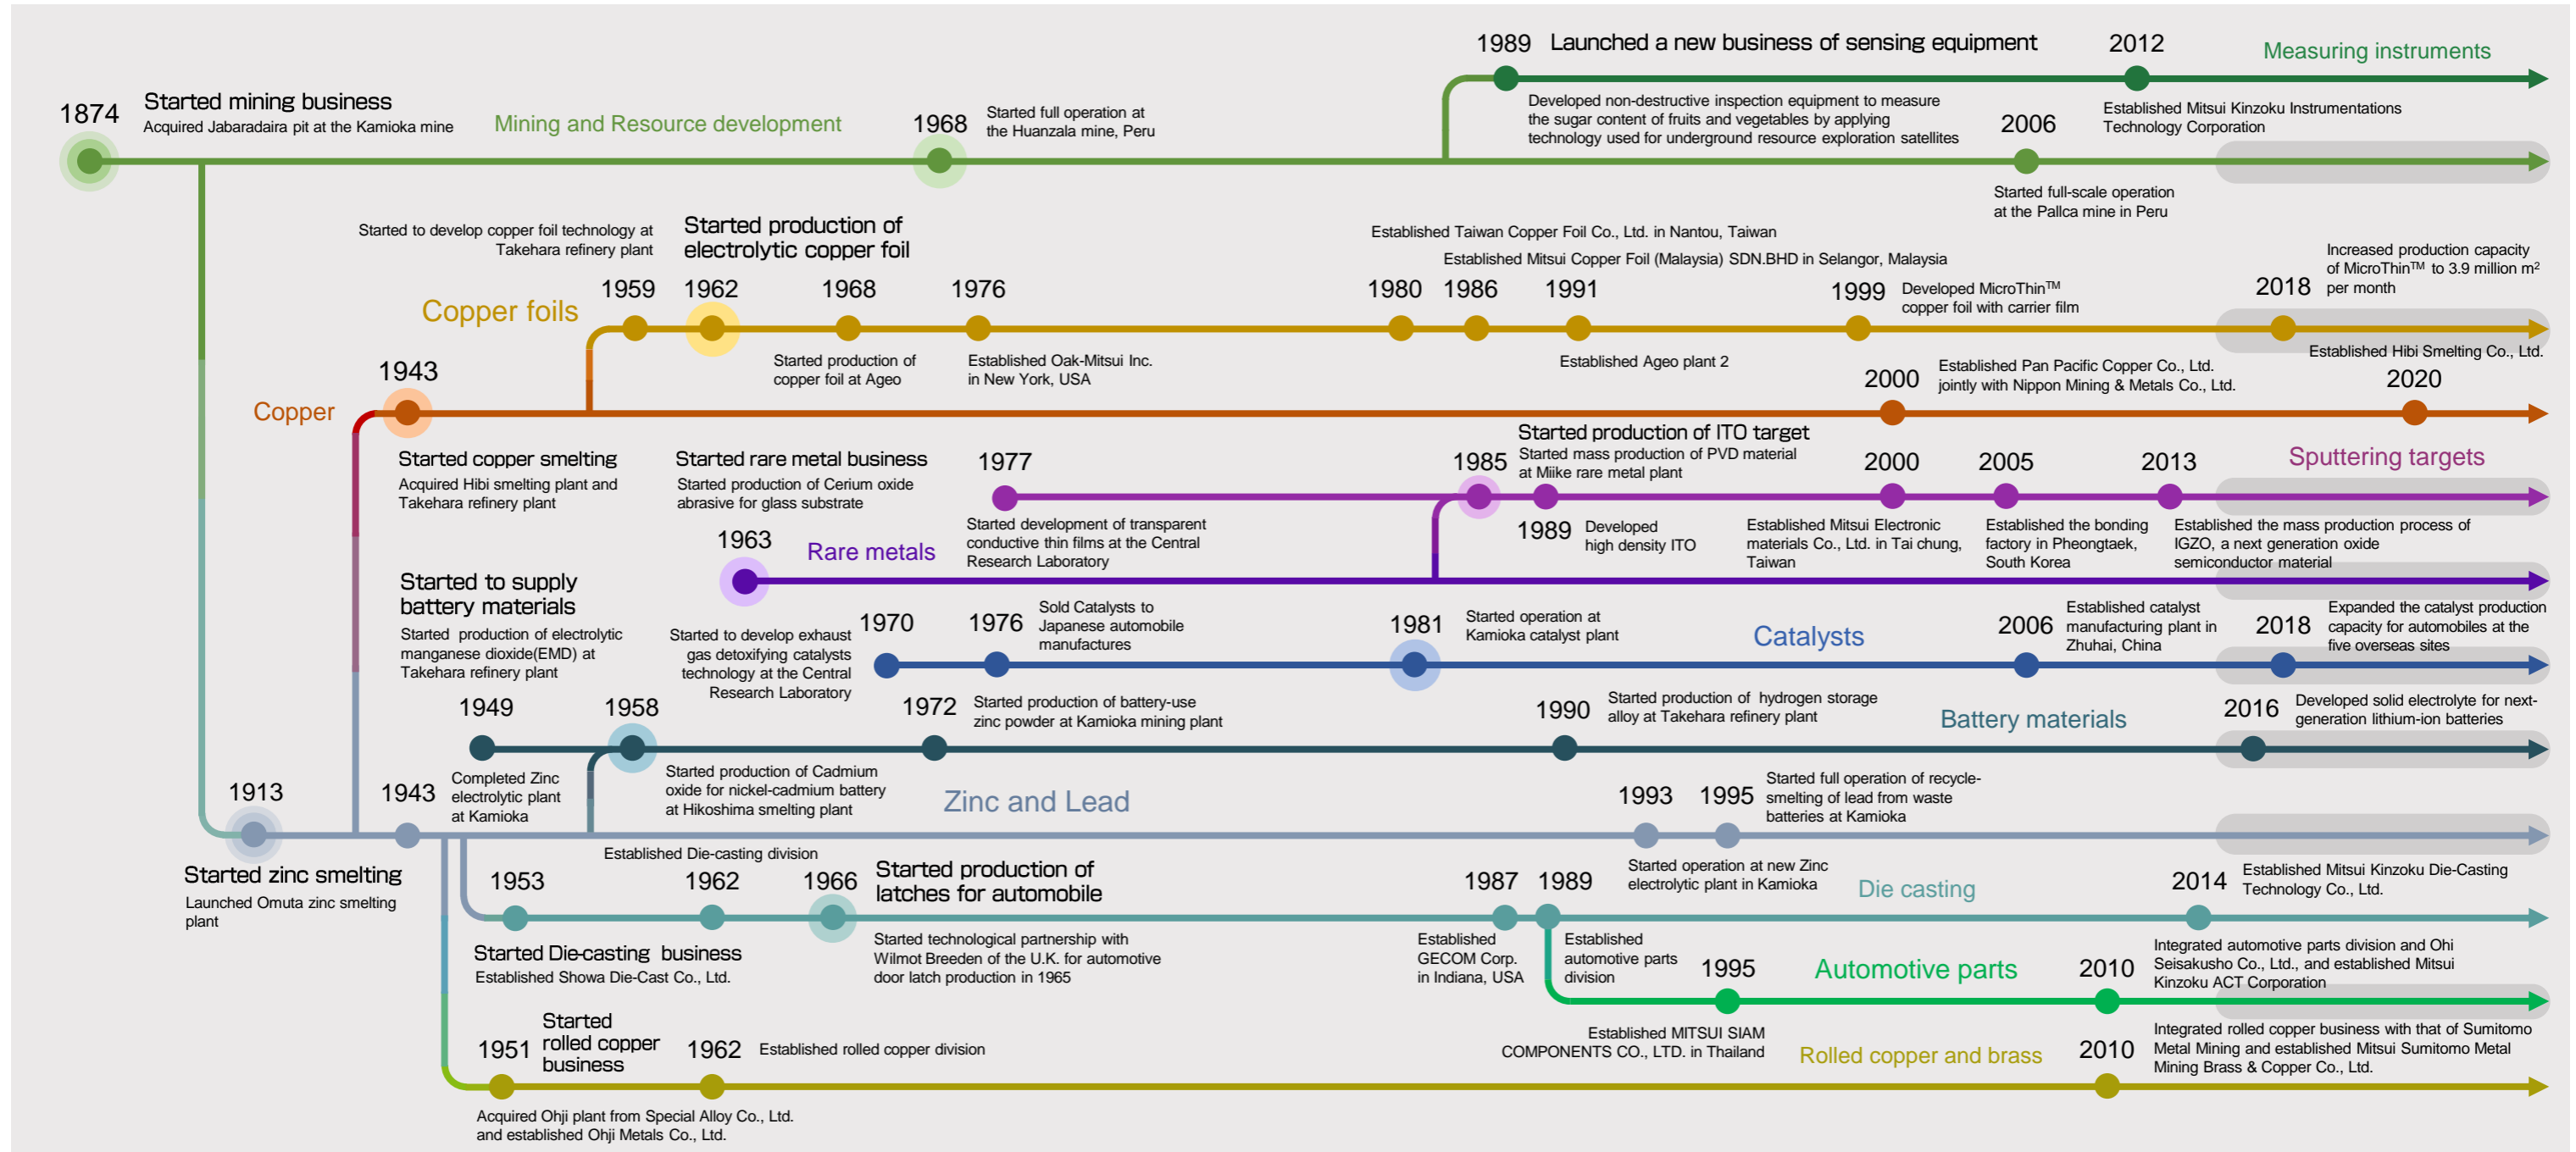 1989 Launched a new business of sensing equipment
2012
Measuring instruments
1874
Started mining business
Acquired Jabaradaira pit at the Kamioka mine
Mining and Resource development
1968
Started full operation at
the Huanzala mine, Peru
Developed non-destructive inspection equipment to measure
the sugar content of fruits and vegetables by applying
technology used for underground resource exploration satellites
2006
Established Mitsui Kinzoku Instrumentations
Technology Corporation
Started full-scale operation
at the Pallca mine in Peru
Started to develop copper foil technology at
Takehara refinery plant
Started production of
electrolytic copper foil
Established Taiwan Copper Foil Co., Ltd. in Nantou, Taiwan
Established Mitsui Copper Foil (Malaysia) SDN.BHD in Selangor, Malaysia
Increased production capacity
of MicroThin™ to 3.9 million m²
per month
Copper foils
1959
1962
1968
1976
1980
1986
1991
1999
Developed MicroThin™
copper foil with carrier film
2018
Started production of
copper foil at Ageo
Established Oak-Mitsui Inc.
in New York, USA
Established Ageo plant 2
Established Hibi Smelting Co., Ltd.
Copper
1943
2000
Established Pan Pacific Copper Co., Ltd.
jointly with Nippon Mining & Metals Co., Ltd.
2020
Started copper smelting
Acquired Hibi smelting plant and
Takehara refinery plant
Started rare metal business
Started production of Cerium oxide
abrasive for glass substrate
1977
1985
Started production of ITO target
Started mass production of PVD material
at Miike rare metal plant
2000
2005
2013
Sputtering targets
Started development of transparent
conductive thin films at the Central
Research Laboratory
1989
Developed
high density ITO
Established Mitsui Electronic
materials Co., Ltd. in Tai chung,
Taiwan
Established the bonding
factory in Pheongtaek,
South Korea
Established the mass production process of
IGZO, a next generation oxide
semiconductor material
1963
Rare metals
Started to supply
battery materials
Started production of electrolytic
manganese dioxide(EMD) at
Takehara refinery plant
Started to develop exhaust
gas detoxifying catalysts
technology at the Central
Research Laboratory
1970
1976
Sold Catalysts to
Japanese automobile
manufactures
1981
Started operation at
Kamioka catalyst plant
Catalysts
2006
Established catalyst
manufacturing plant in
Zhuhai, China
2018
Expanded the catalyst production
capacity for automobiles at the
five overseas sites
1949
1958
1972
Started production of battery-use
zinc powder at Kamioka mining plant
1990
Started production of hydrogen storage
alloy at Takehara refinery plant
Battery materials
2016
Developed solid electrolyte for next-
generation lithium-ion batteries
1913
1943
Completed Zinc
electrolytic plant
at Kamioka
Started production of Cadmium
oxide for nickel-cadmium battery
at Hikoshima smelting plant
Zinc and Lead
1993
1995
Started full operation of recycle-
smelting of lead from waste
batteries at Kamioka
Started zinc smelting
Launched Omuta zinc smelting
plant
Started operation at new Zinc
electrolytic plant in Kamioka
Established Die-casting division
1953
1962
1966
Started production of
latches for automobile
1987
1989
Die casting
2014
Established Mitsui Kinzoku Die-Casting
Technology Co., Ltd.
Started Die-casting business
Established Showa Die-Cast Co., Ltd.
Started technological partnership with
Wilmot Breeden of the U.K. for automotive
door latch production in 1965
Established
GECOM Corp.
in Indiana, USA
Established
automotive parts
division
1995
Automotive parts
2010
Integrated automotive parts division and Ohi
Seisakusho Co., Ltd., and established Mitsui
Kinzoku ACT Corporation
Established MITSUI SIAM
COMPONENTS CO., LTD. in Thailand
1951
Started
rolled copper
business
1962
Established rolled copper division
Rolled copper and brass
2010
Integrated rolled copper business with that of Sumitomo
Metal Mining and established Mitsui Sumitomo Metal
Mining Brass & Copper Co., Ltd.
Acquired Ohji plant from Special Alloy Co., Ltd.
and established Ohji Metals Co., Ltd.